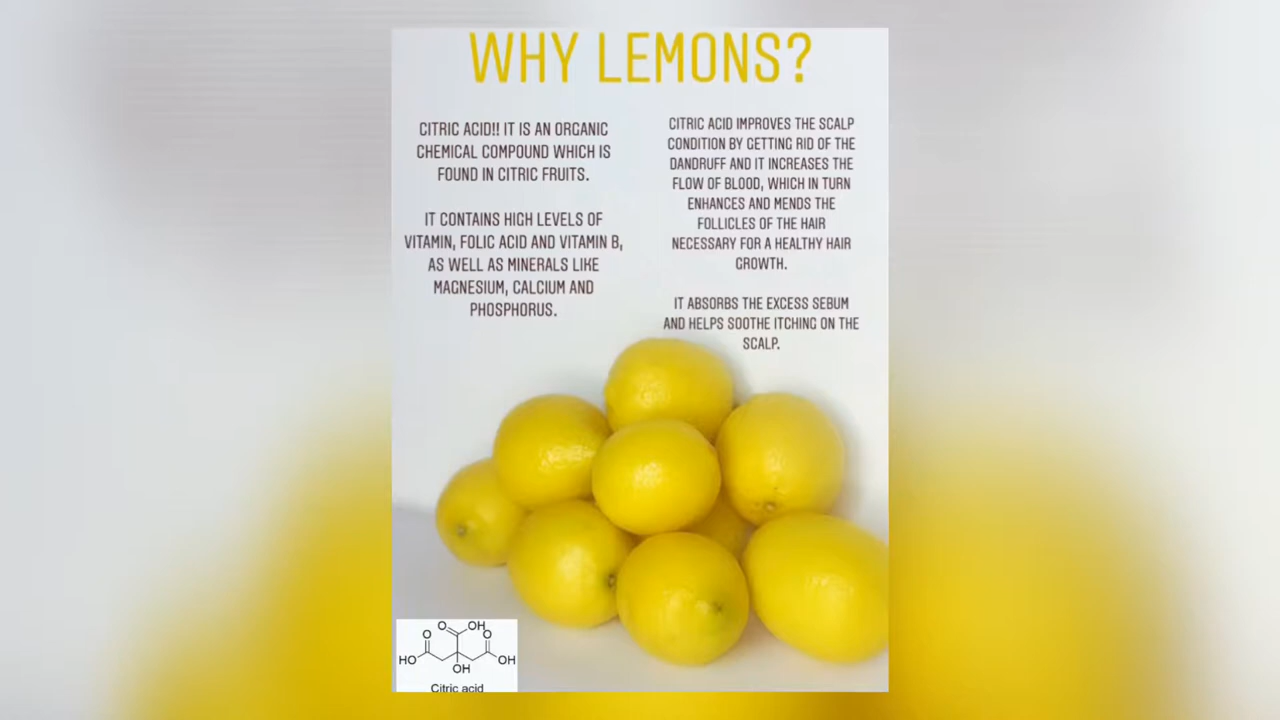 WHY LEMONS?
CITRIC ACID!! IT IS AN ORGANIC
CHEMICAL COMPOUND WHICH IS
FOUND IN CITRIC FRUITS.
IT CONTAINS HIGH LEVELS OF
VITAMIN, FOLIC ACID AND VITAMIN B,
AS WELL AS MINERALS LIKE
MAGNESIUM, CALCIUM AND
PHOSPHORUS.
CITRIC ACID IMPROVES THE SCALP
CONDITION BY GETTING RID OF THE
DANDRUFF AND IT INCREASES THE
FLOW OF BLOOD, WHICH IN TURN
ENHANCES AND MENDS THE
FOLLICLES OF THE HAIR
NECESSARY FOR A HEALTHY HAIR
GROWTH.
IT ABSORBS THE EXCESS SEBUM
AND HELPS SOOTHE ITCHING ON THE
SCALP.
O OH
O O
HO OH
OH
Citric acid